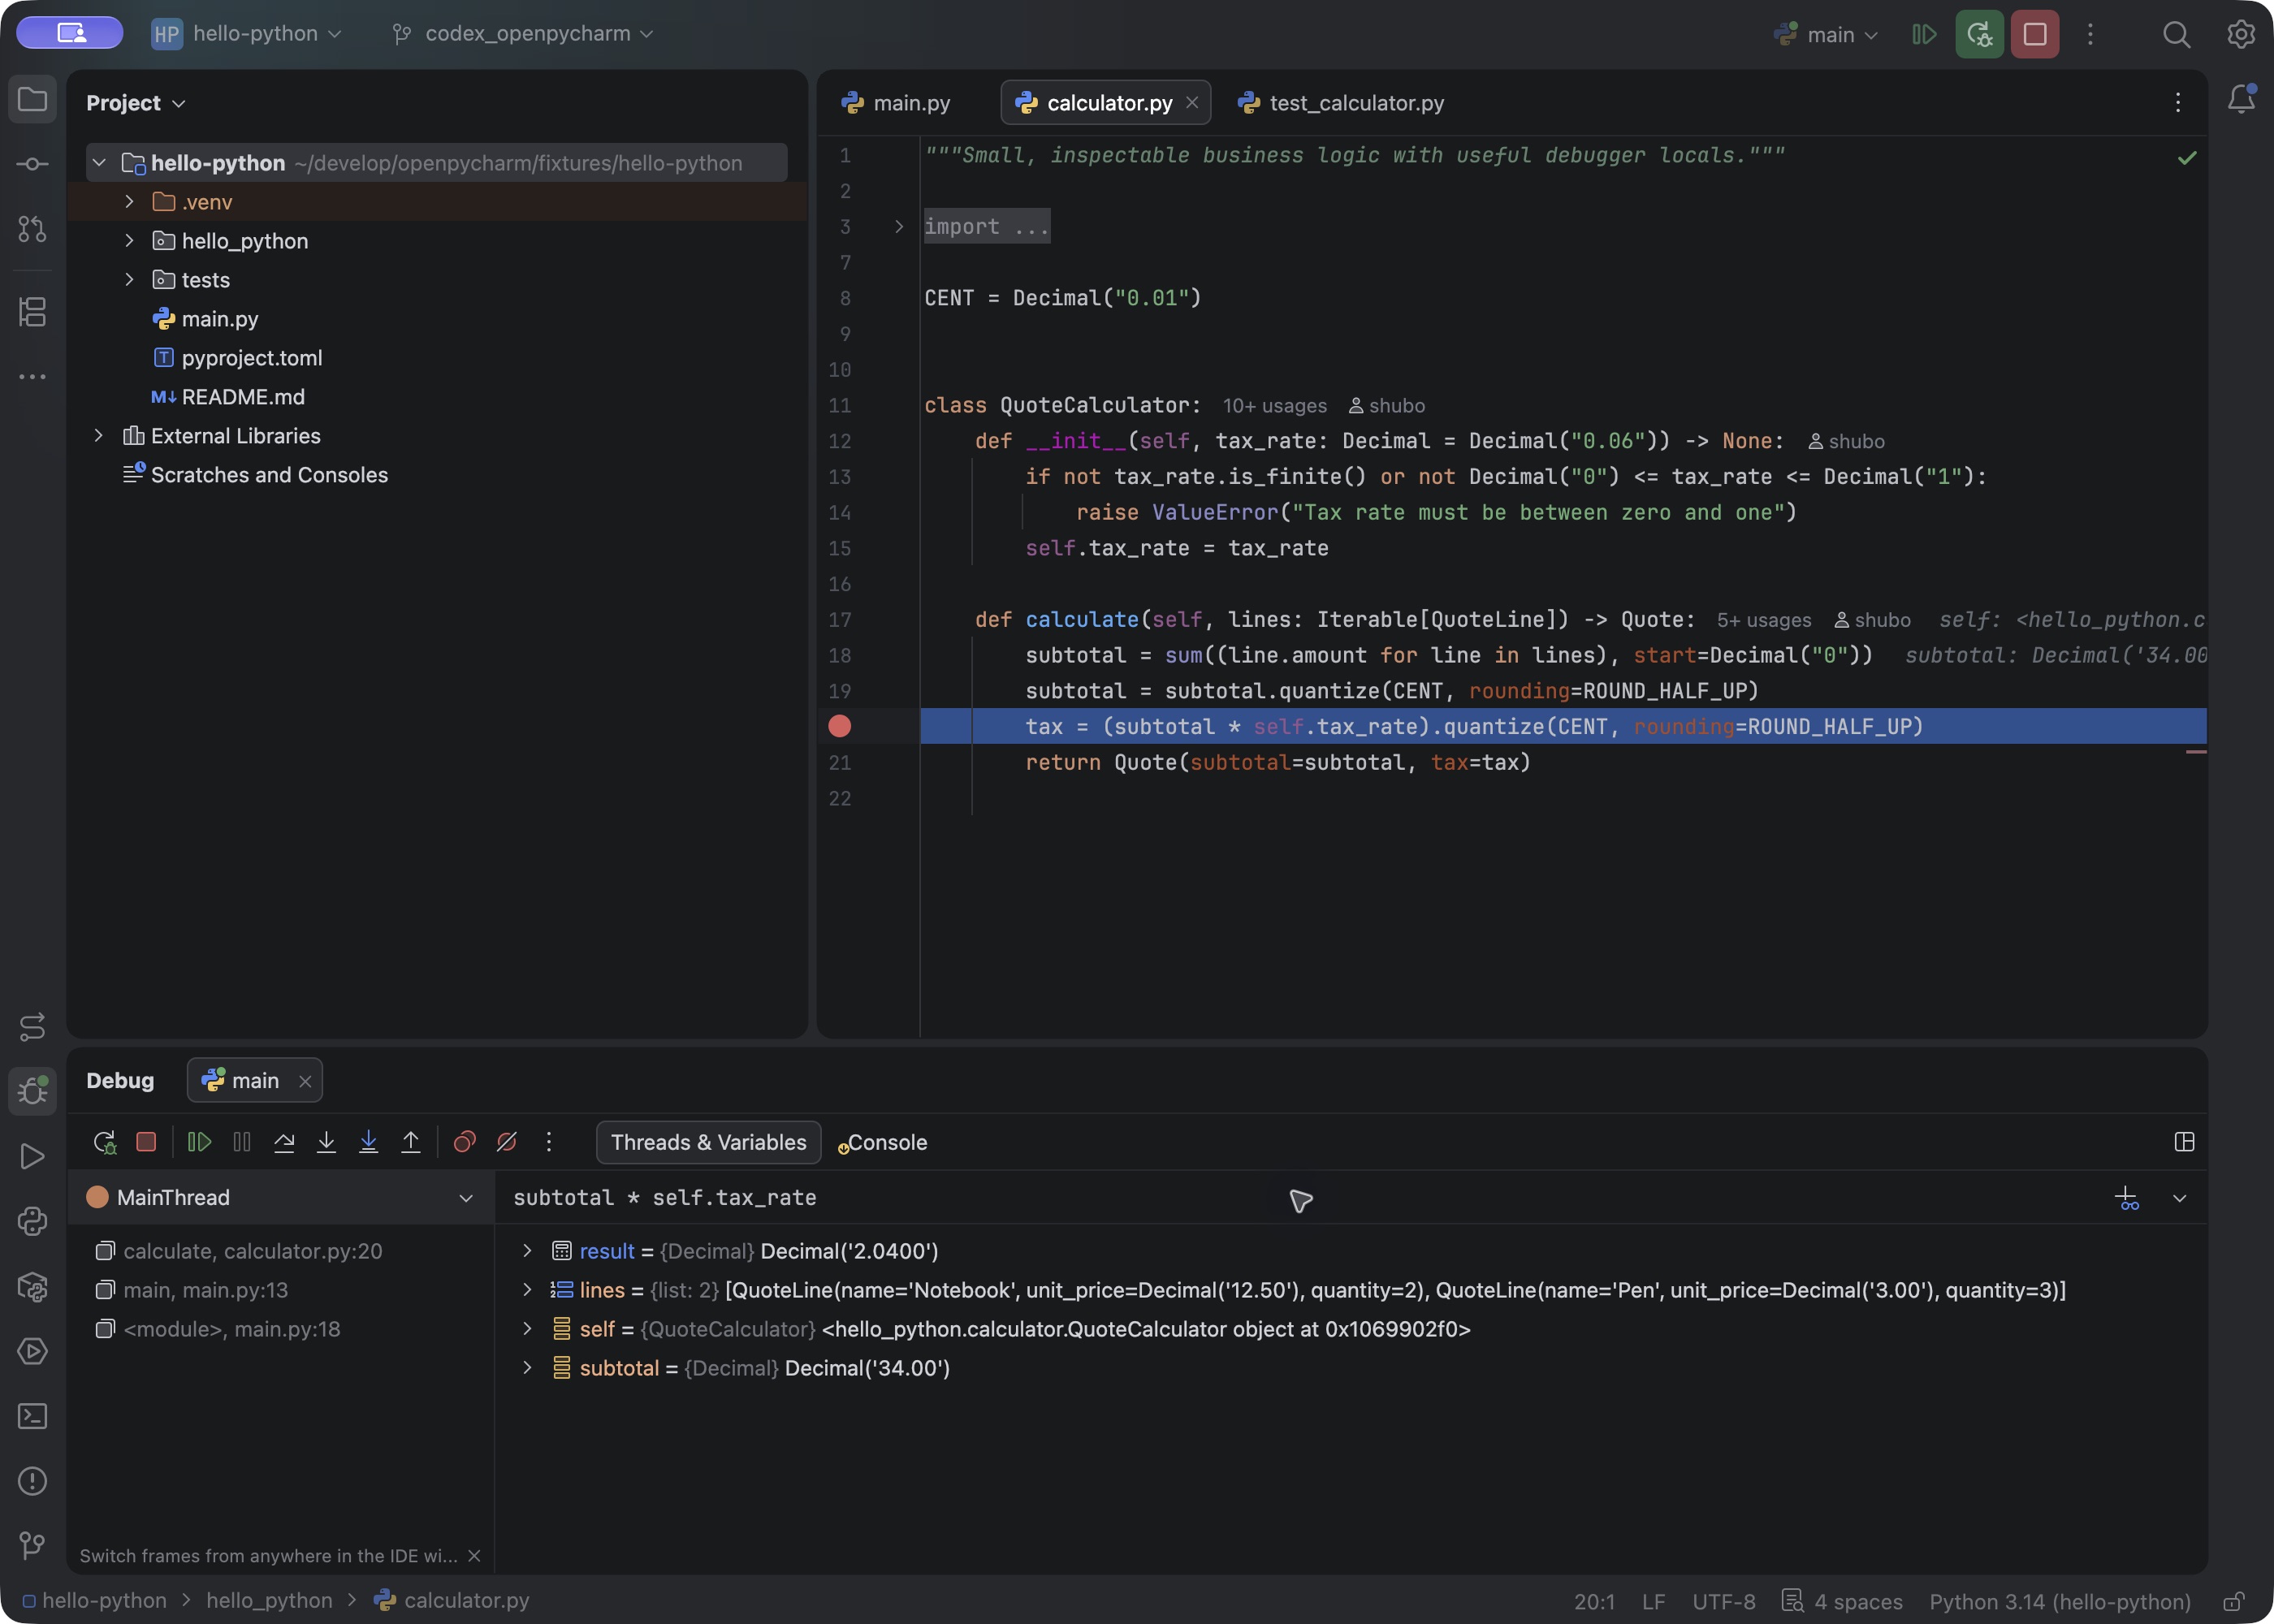 HP hello-python codex_openpycharm main
Project
hello-python ~/develop/openpycharm/fixtures/hello-python
.venv
hello_python
tests
main.py
T pyproject.toml
M↓ README.md
External Libraries
Scratches and Consoles
main.py calculator.py test_calculator.py
1 """Small, inspectable business logic with useful debugger locals."""
2
3 import ...
7
8 CENT = Decimal("0.01")
9
10
11 class QuoteCalculator: 10+ usages shubo
12 def __init__(self, tax_rate: Decimal = Decimal("0.06")) -> None: shubo
13 if not tax_rate.is_finite() or not Decimal("0") <= tax_rate <= Decimal("1"):
14 raise ValueError("Tax rate must be between zero and one")
15 self.tax_rate = tax_rate
16
17 def calculate(self, lines: Iterable[QuoteLine]) -> Quote: 5+ usages shubo self: <hello_python.c
18 subtotal = sum((line.amount for line in lines), start=Decimal("0")) subtotal: Decimal('34.00
19 subtotal = subtotal.quantize(CENT, rounding=ROUND_HALF_UP)
tax = (subtotal * self.tax_rate).quantize(CENT, rounding=ROUND_HALF_UP)
21 return Quote(subtotal=subtotal, tax=tax)
22
Debug main
Threads & Variables Console
MainThread
calculate, calculator.py:20
main, main.py:13
<module>, main.py:18
Switch frames from anywhere in the IDE wi...
subtotal * self.tax_rate
result = {Decimal} Decimal('2.0400')
lines = {list: 2} [QuoteLine(name='Notebook', unit_price=Decimal('12.50'), quantity=2), QuoteLine(name='Pen', unit_price=Decimal('3.00'), quantity=3)]
self = {QuoteCalculator} <hello_python.calculator.QuoteCalculator object at 0x1069902f0>
subtotal = {Decimal} Decimal('34.00')
hello-python > hello_python > calculator.py
20:1 LF UTF-8 4 spaces Python 3.14 (hello-python)